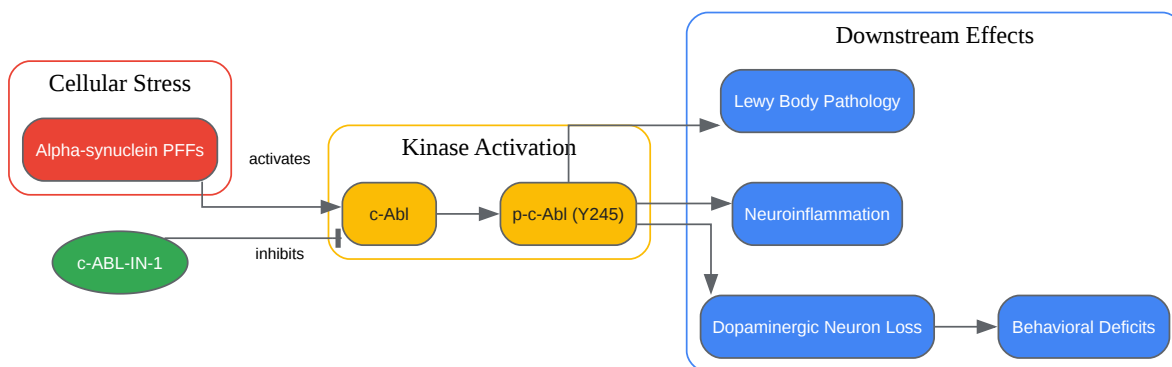 Cellular Stress
Alpha-synuclein PFFs
activates
c-ABL-IN-1
inhibits
Kinase Activation
c-Abl
p-c-Abl (Y245)
Downstream Effects
Lewy Body Pathology
Neuroinflammation
Dopaminergic Neuron Loss
Behavioral Deficits